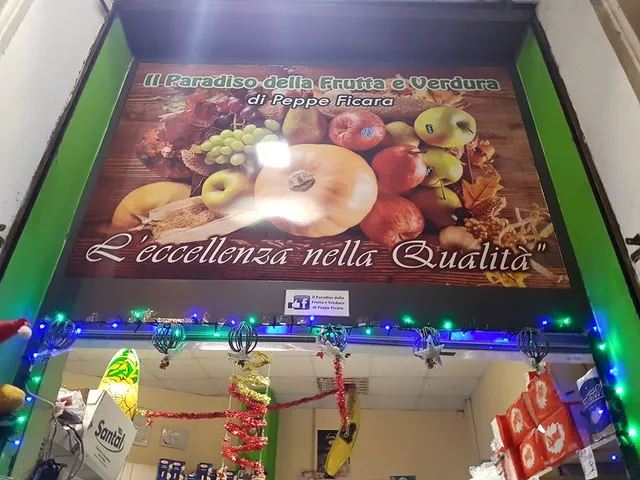 Il Paradiso della Frutta e Verdura
di Peppe Ficara
L'eccellenza nella Qualità"
Il Paradiso della
Frutta e Verdura
di Peppe Ficara
Santal